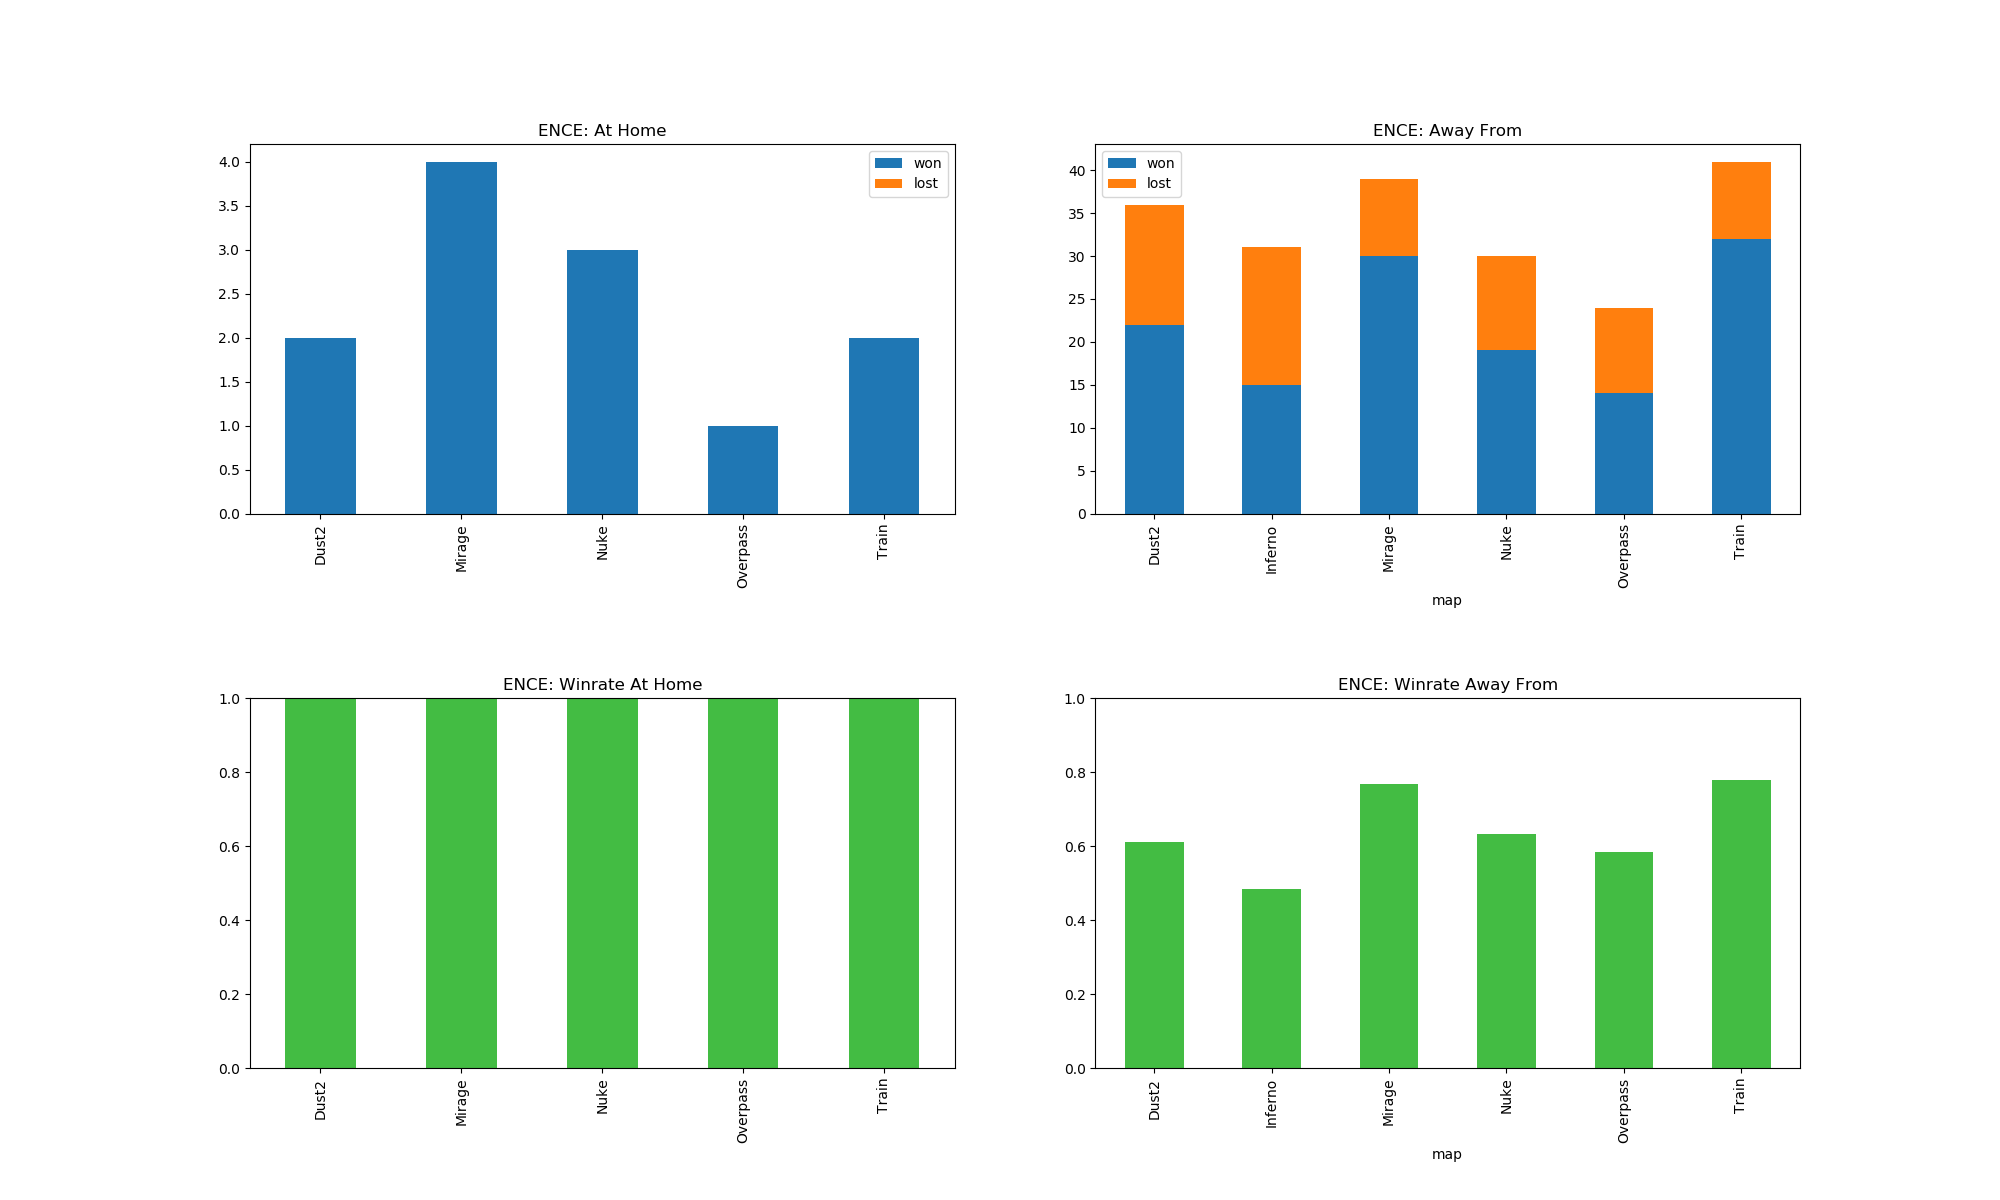 ENCE: At Home
4.0
3.5
3.0
2.5
2.0
1.5
1.0
0.5
0.0
won
lost
Dust2
Mirage
Nuke
Overpass
Train
ENCE: Away From
40
35
30
25
20
15
10
5
0
won
lost
Dust2
Inferno
Mirage
Nuke
Overpass
Train
map
ENCE: Winrate At Home
1.0
0.8
0.6
0.4
0.2
0.0
Dust2
Mirage
Nuke
Overpass
Train
ENCE: Winrate Away From
1.0
0.8
0.6
0.4
0.2
0.0
Dust2
Inferno
Mirage
Nuke
Overpass
Train
map